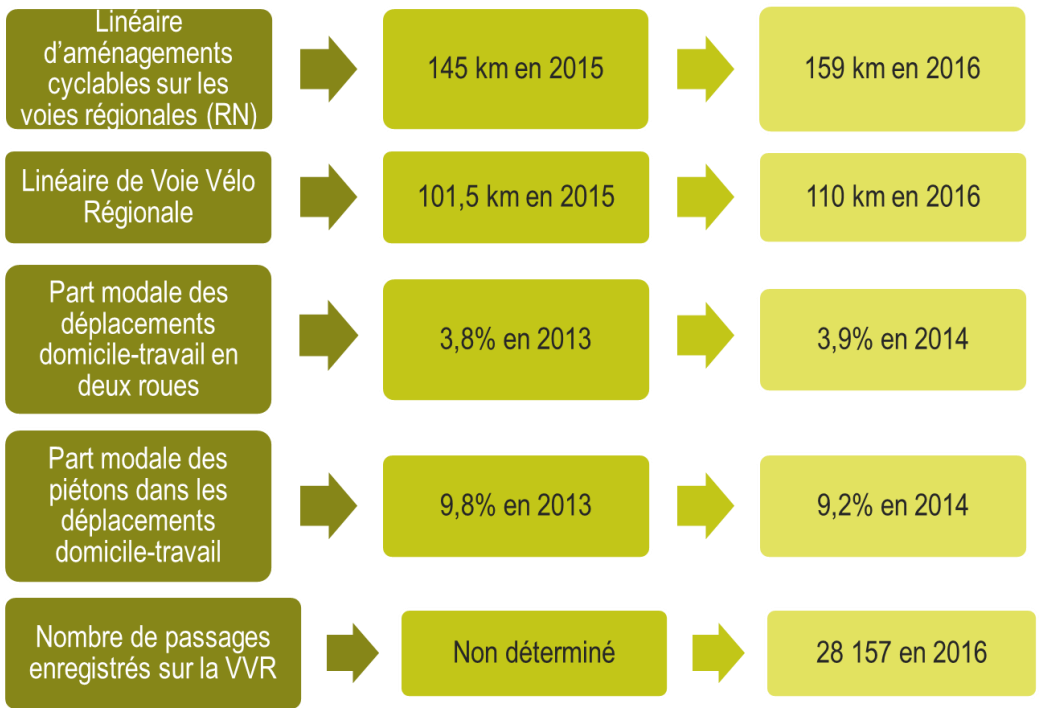 Linéaire
d’aménagements
cyclables sur les
voies régionales (RN)
145 km en 2015
159 km en 2016
Linéaire de Voie Vélo
Régionale
101,5 km en 2015
110 km en 2016
Part modale des
déplacements
domicile-travail en
deux roues
3,8% en 2013
3,9% en 2014
Part modale des
piétons dans les
déplacements
domicile-travail
9,8% en 2013
9,2% en 2014
Nombre de passages
enregistrés sur la VVR
Non déterminé
28 157 en 2016